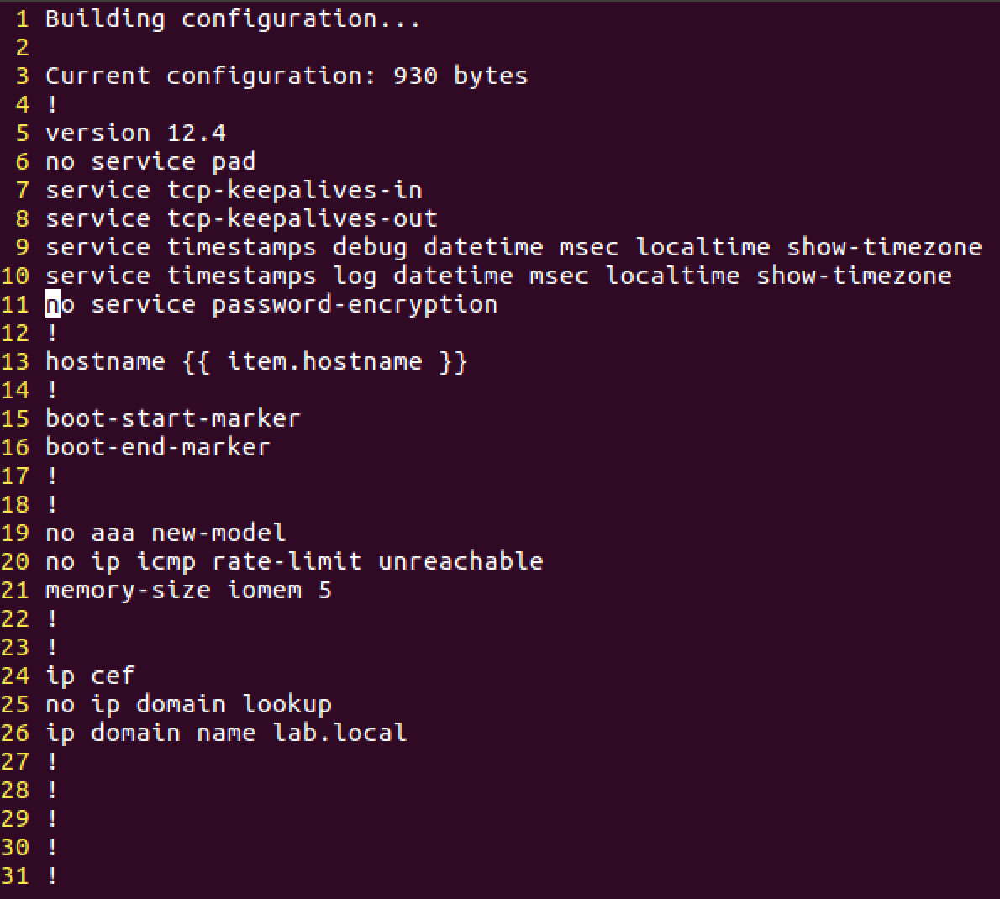 1 Building configuration...
2
3 Current configuration: 930 bytes
4 !
5 version 12.4
6 no service pad
7 service tcp-keepalives-in
8 service tcp-keepalives-out
9 service timestamps debug datetime msec localtime show-timezone
10 service timestamps log datetime msec localtime show-timezone
11 no service password-encryption
12 !
13 hostname {{ item.hostname }}
14 !
15 boot-start-marker
16 boot-end-marker
17 !
18 !
19 no aaa new-model
20 no ip icmp rate-limit unreachable
21 memory-size iomem 5
22 !
23 !
24 ip cef
25 no ip domain lookup
26 ip domain name lab.local
27 !
28 !
29 !
30 !
31 !